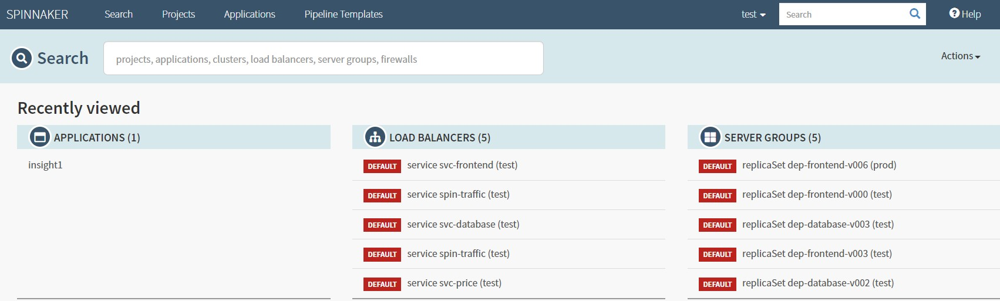 SPINNAKER Search Projects Applications Pipeline Templates test Search Help
Search projects, applications, clusters, load balancers, server groups, firewalls Actions
Recently viewed
APPLICATIONS (1)
insight1
LOAD BALANCERS (5)
DEFAULT service svc-frontend (test)
DEFAULT service spin-traffic (test)
DEFAULT service svc-database (test)
DEFAULT service spin-traffic (test)
DEFAULT service svc-price (test)
SERVER GROUPS (5)
DEFAULT replicaSet dep-frontend-v006 (prod)
DEFAULT replicaSet dep-frontend-v000 (test)
DEFAULT replicaSet dep-database-v003 (test)
DEFAULT replicaSet dep-frontend-v003 (test)
DEFAULT replicaSet dep-database-v002 (test)